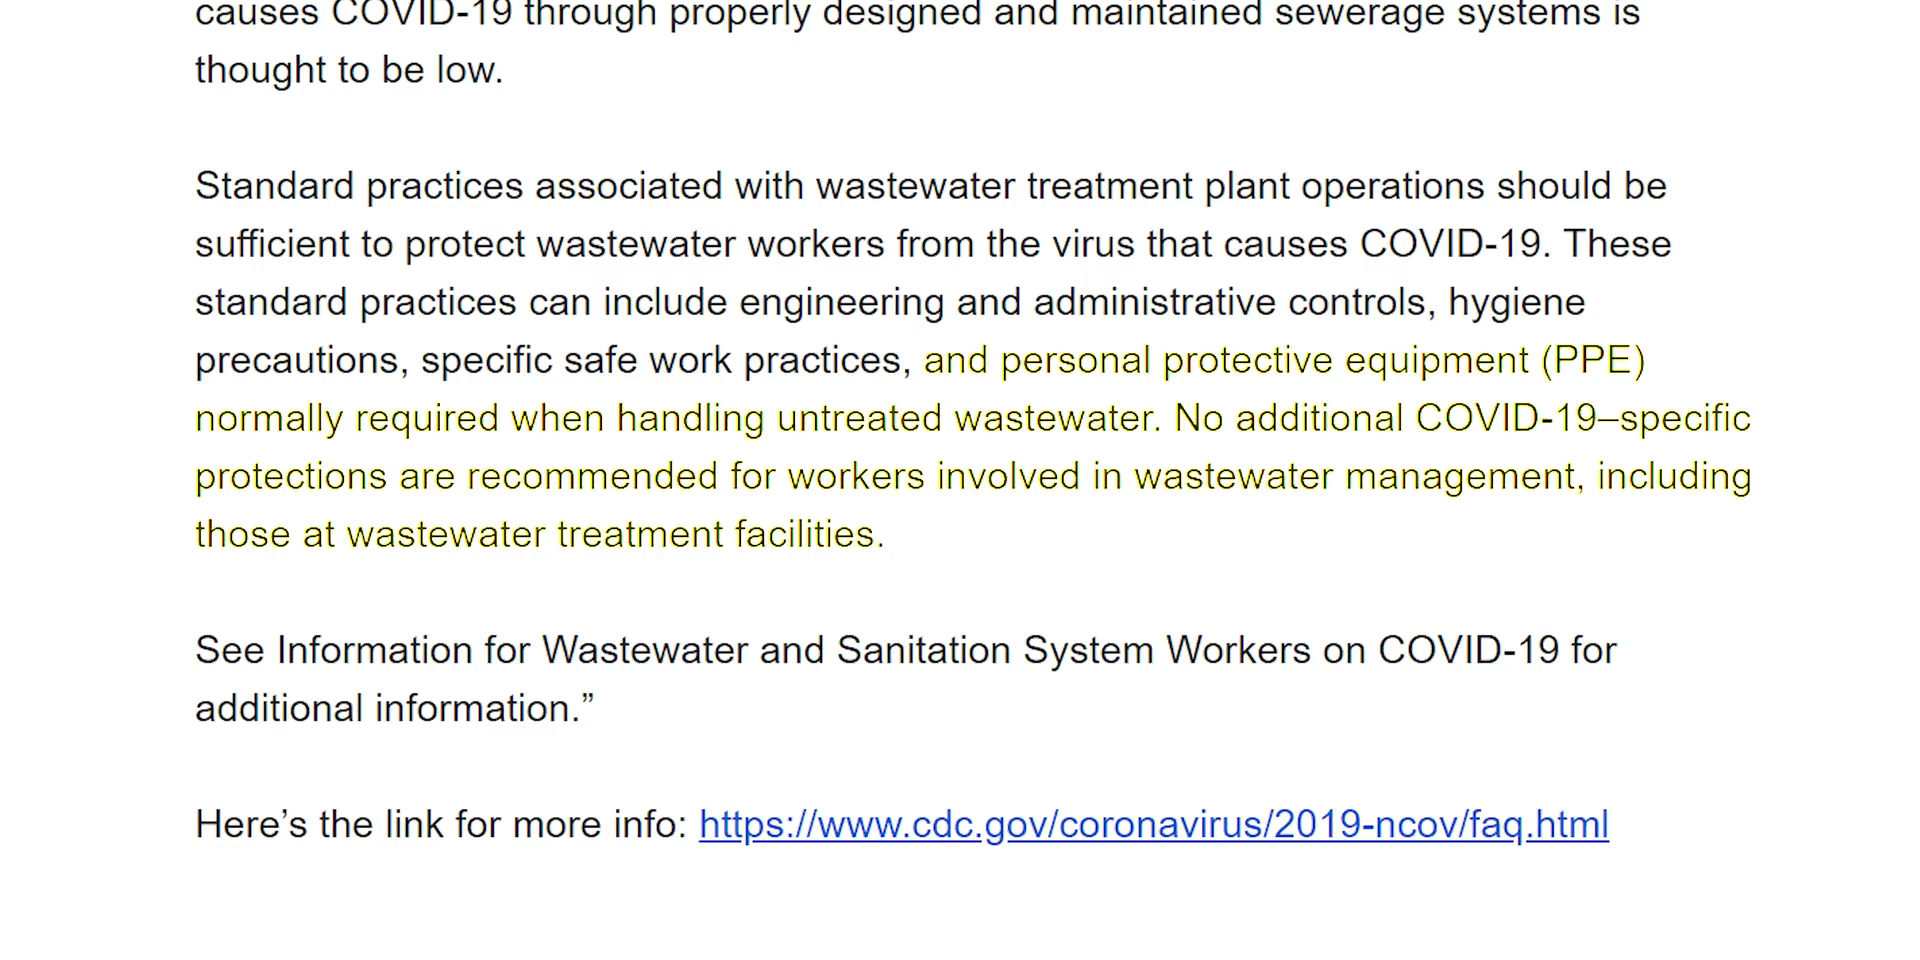 causes COVID-19 through properly designed and maintained sewerage systems is
thought to be low.
Standard practices associated with wastewater treatment plant operations should be
sufficient to protect wastewater workers from the virus that causes COVID-19. These
standard practices can include engineering and administrative controls, hygiene
precautions, specific safe work practices, and personal protective equipment (PPE)
normally required when handling untreated wastewater. No additional COVID-19–specific
protections are recommended for workers involved in wastewater management, including
those at wastewater treatment facilities.
See Information for Wastewater and Sanitation System Workers on COVID-19 for
additional information.”
Here’s the link for more info: https://www.cdc.gov/coronavirus/2019-ncov/faq.html